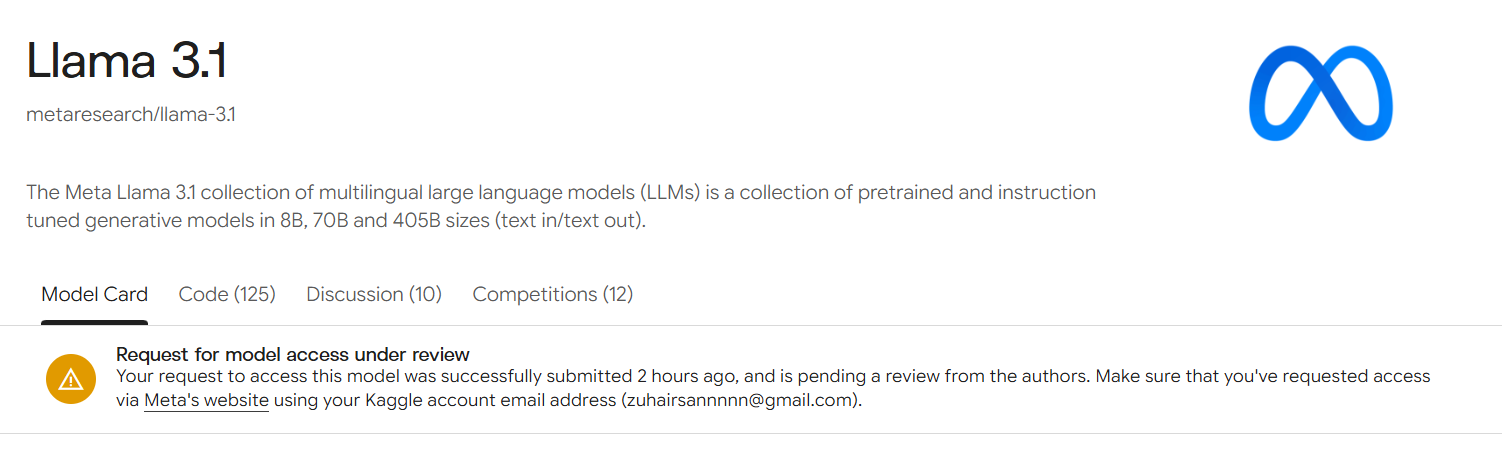 Llama 3.1
metaresearch/llama-3.1
The Meta Llama 3.1 collection of multilingual large language models (LLMs) is a collection of pretrained and instruction
tuned generative models in 8B, 70B and 405B sizes (text in/text out).
Model Card Code (125) Discussion (10) Competitions (12)
Request for model access under review
Your request to access this model was successfully submitted 2 hours ago, and is pending a review from the authors. Make sure that you've requested access
via Meta's website using your Kaggle account email address (zuhairsannnnn@gmail.com).